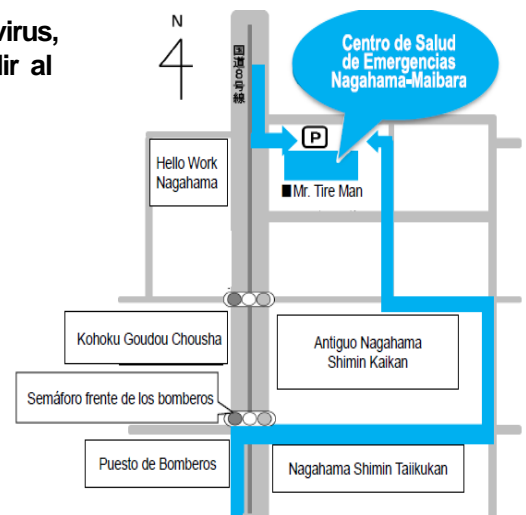 virus,
dir al
N
国道8号線
Centro de Salud
de Emergencias
Nagahama-Maibara
P
Hello Work
Nagahama
■Mr. Tire Man
Kohoku Goudou Chousha
Antiguo Nagahama
Shimin Kaikan
Semáforo frente de los bomberos
Puesto de Bomberos
Nagahama Shimin Taiikukan